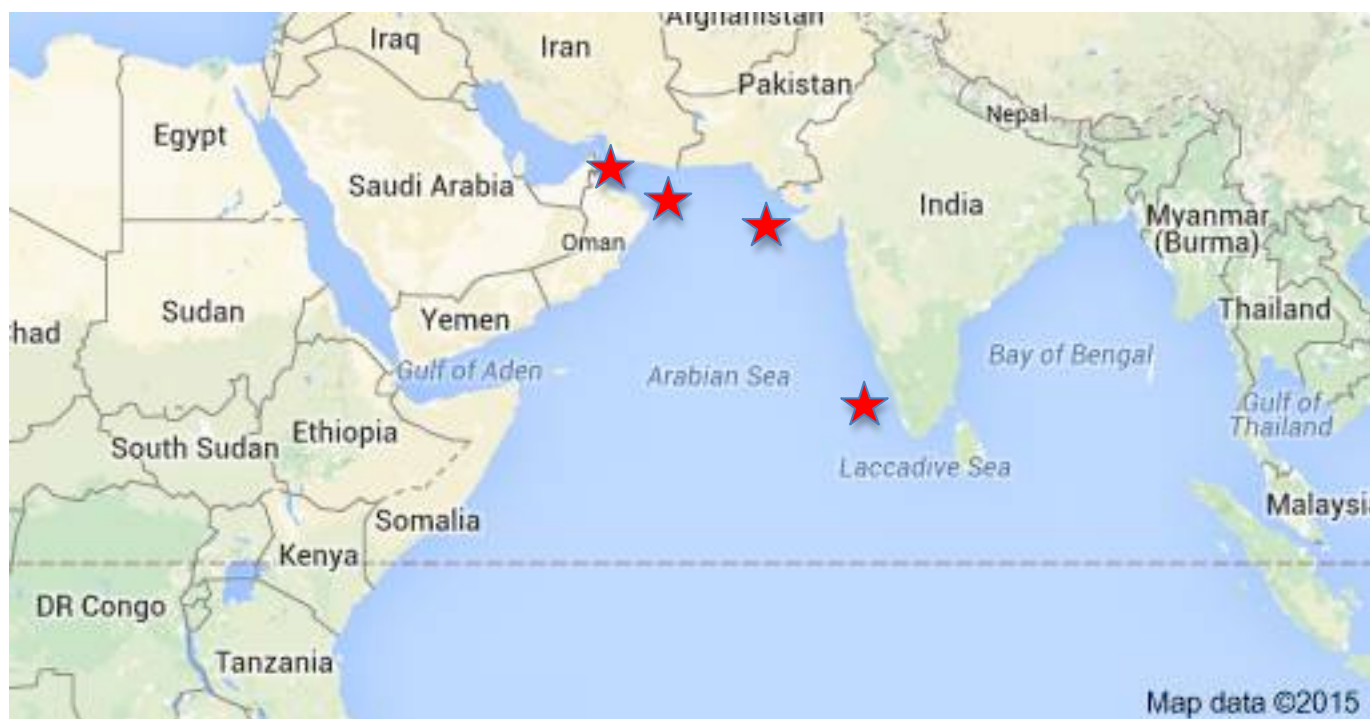 Afghanistan
Iraq
Iran
Pakistan
Nepal
Egypt
Saudi Arabia
India
Myanmar
(Burma)
Oman
Sudan
Yemen
Thailand
had
Gulf of Aden
Arabian Sea
Bay of Bengal
Gulf of
Thailand
Ethiopia
South Sudan
Laccadive Sea
Malaysia
Somalia
Kenya
DR Congo
Tanzania
Map data ©2015